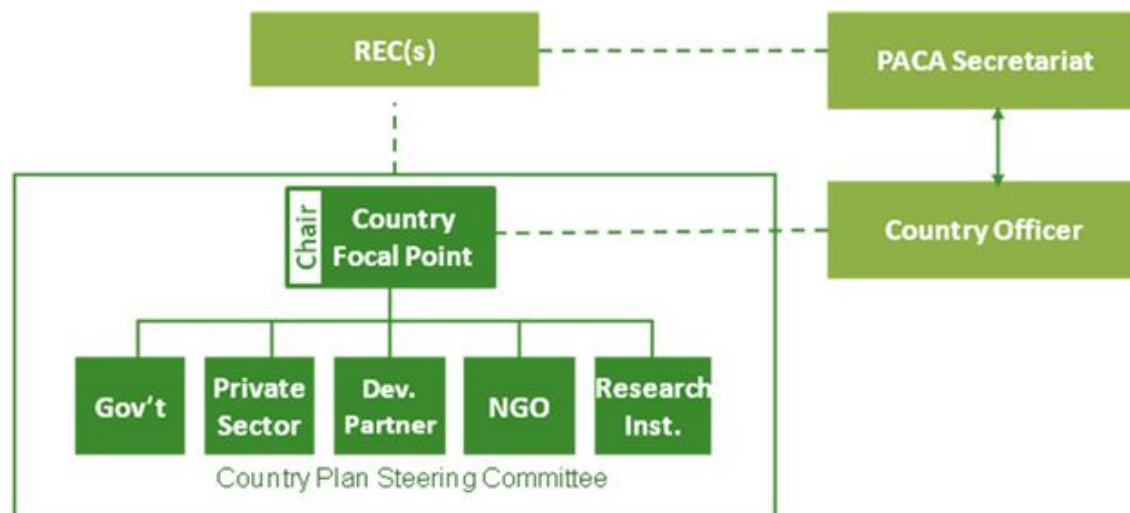 REC(s)
PACA Secretariat
Chair
Country
Focal Point
Country Officer
Gov't
Private
Sector
Dev.
Partner
NGO
Research
Inst.
Country Plan Steering Committee